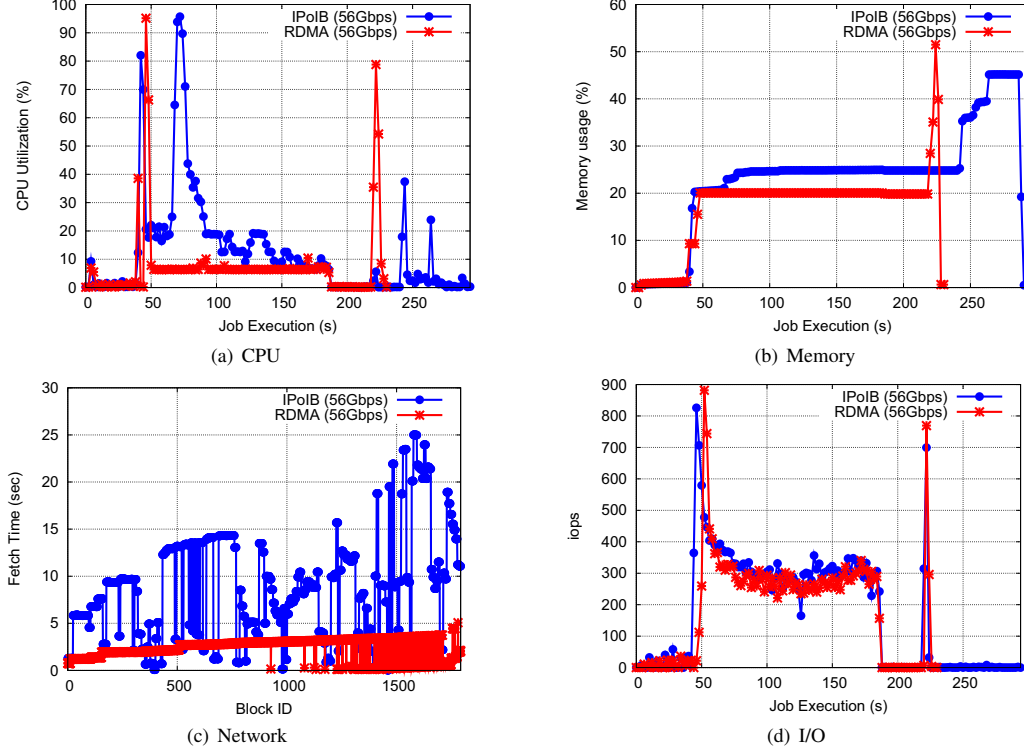 100
90
80
70
60
50
40
30
20
10
0
CPU Utilization (%)
IPoIB (56Gbps)
RDMA (56Gbps)
0 50 100 150 200 250
Job Execution (s)
(a) CPU
60
50
40
30
20
10
0
Memory usage (%)
IPoIB (56Gbps)
RDMA (56Gbps)
0 50 100 150 200 250
Job Execution (s)
(b) Memory
30
25
20
15
10
5
0
Fetch Time (sec)
IPoIB (56Gbps)
RDMA (56Gbps)
0 500 1000 1500
Block ID
(c) Network
900
800
700
600
500
400
300
200
100
0
iops
IPoIB (56Gbps)
RDMA (56Gbps)
0 50 100 150 200 250
Job Execution (s)
(d) I/O